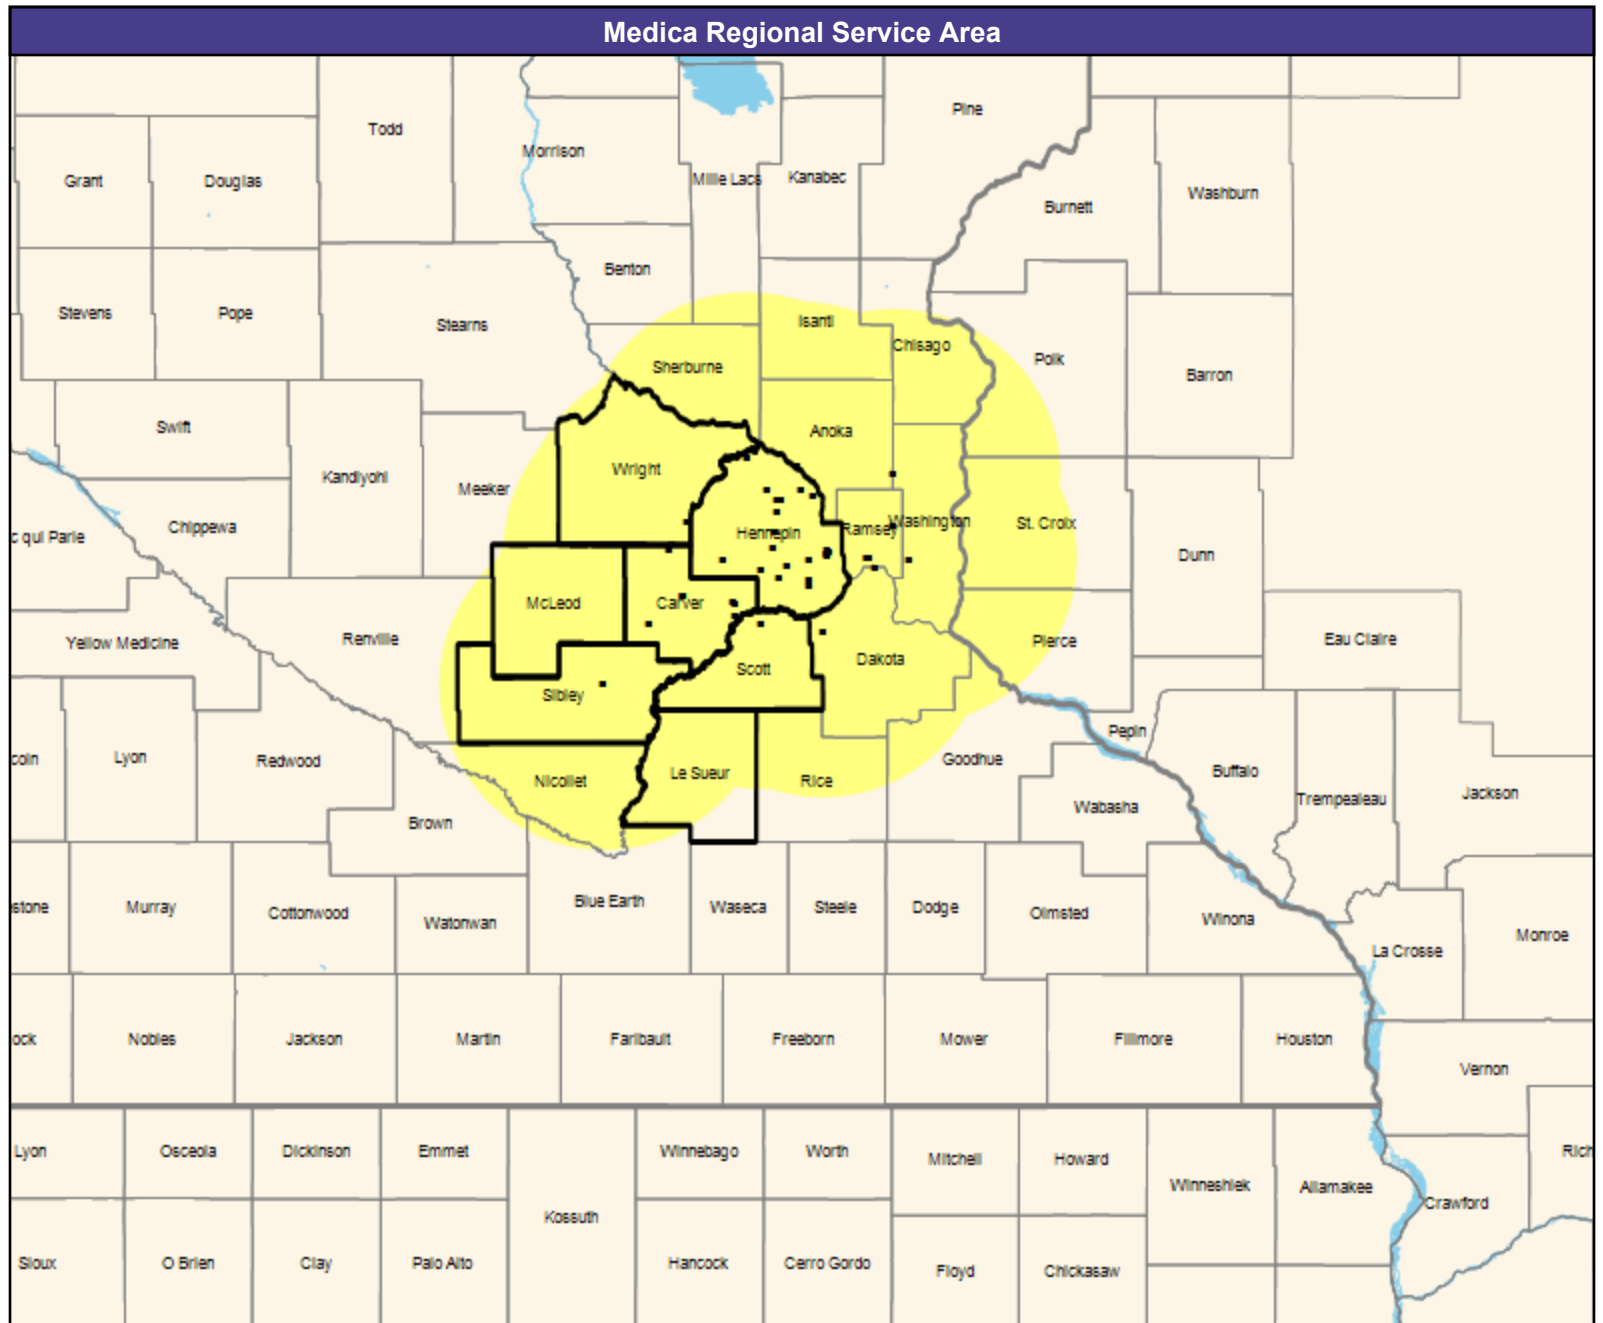 Medica Regional Service Area
Pine
Todd
Morrison
Mille Lacs
Kanabec
Grant
Douglas
Washburn
Burnett
Benton
Stevens
Pope
Stearns
Isanti
Chisago
Sherburne
Polk
Barron
Swift
Anoka
Wright
Kandiyohi
Meeker
Chippewa
Hennepin
Ramsey
Washington
St. Croix
c qui Parle
Dunn
McLeod
Carver
Renville
Yellow Medicine
Pierce
Eau Claire
Dakota
Scott
Sibley
Pepin
coln
Lyon
Redwood
Goodhue
Buffalo
Nicollet
Le Sueur
Rice
Trempealeau
Jackson
Wabasha
Brown
Blue Earth
stone
Murray
Cottonwood
Watonwan
Waseca
Steele
Dodge
Olmsted
Winona
Monroe
La Crosse
ock
Nobles
Jackson
Martin
Faribault
Freeborn
Mower
Fillmore
Houston
Vernon
Lyon
Osceola
Dickinson
Emmet
Winnebago
Worth
Mitchell
Howard
Rich
Winneshiek
Allamakee
Crawford
Kossuth
Sioux
O Brien
Clay
Palo Alto
Hancock
Cerro Gordo
Floyd
Chickasaw